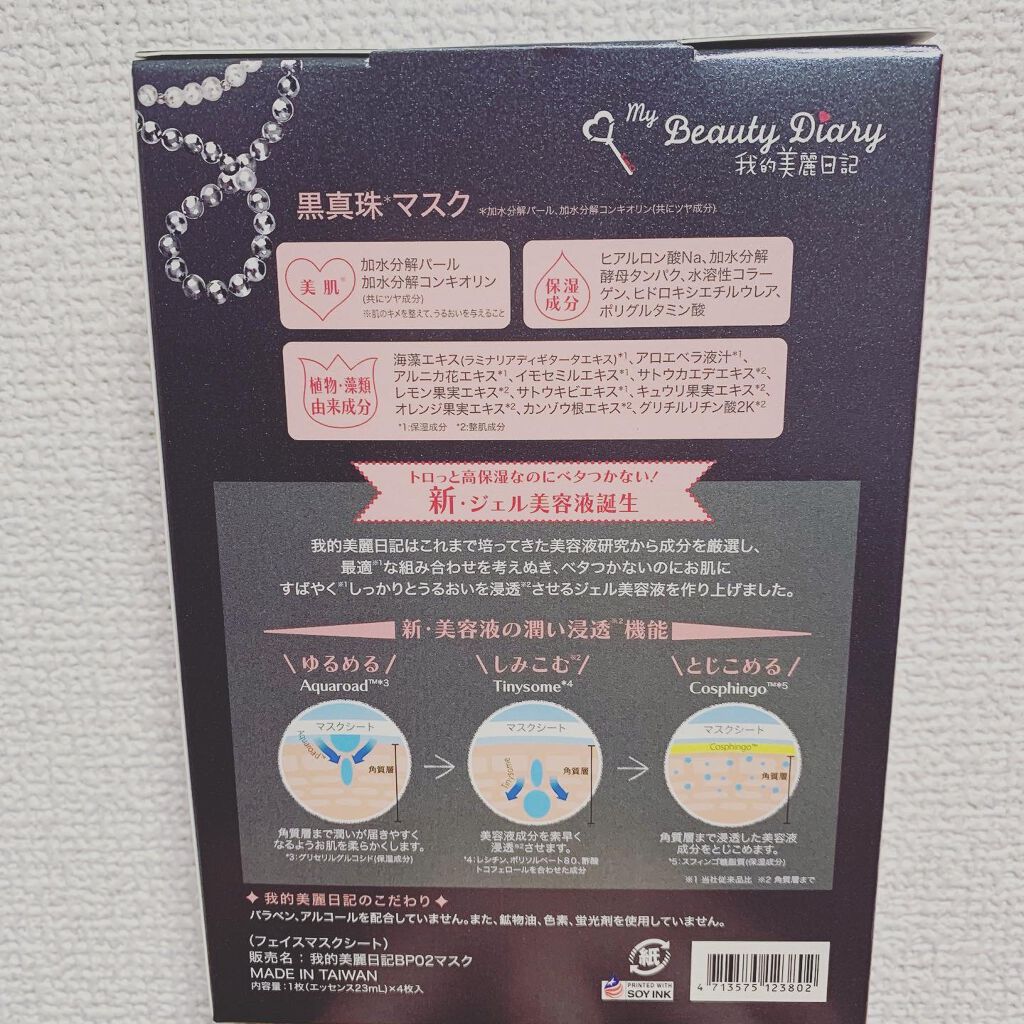 My Beauty Diary
我的美麗日記
黒真珠*マスク ※加水分解パール、加水分解コンキオリン(共にツヤ成分)
美肌※
加水分解パール
加水分解コンキオリン
(共にツヤ成分)
※肌のキメを整えて、うるおいを与えること
保湿
成分
ヒアルロン酸Na、加水分解
酵母タンパク、水溶性コラー
ゲン、ヒドロキシエチルウレア、
ポリグルタミン酸
植物・藻類
由来成分
海藻エキス(ラミナリアディギタータエキス)*1、アロエベラ液汁*1、
アルニカ花エキス*1、イモセミルエキス*1、サトウカエデエキス*2、
レモン果実エキス*2、サトウキビエキス*1、キュウリ果実エキス*2、
オレンジ果実エキス*2、カンゾウ根エキス*2、グリチルリチン酸2K*2
*1:保湿成分 *2:整肌成分
トロっと高保湿なのにベタつかない!
新・ジェル美容液誕生
我的美麗日記はこれまで培ってきた美容液研究から成分を厳選し、
最適※1な組み合わせを考えぬき、ベタつかないのにお肌に
すばやく※1しっかりとうるおいを浸透※2させるジェル美容液を作り上げました。
新・美容液の潤い浸透※2機能
\ゆるめる/
Aquaroad™*3
マスクシート
Aquaroad™
角質層
角質層まで潤いが届きやすく
なるようお肌を柔らかくします。
*3:グリセリルグルコシド(保湿成分)
\しみこむ※2/
Tinysome*4
マスクシート
Tinysome
角質層
美容液成分を素早く
浸透※2させます。
*4:レシチン、ポリソルベート80、酢酸
トコフェロールを合わせた成分
\とじこめる/
Cosphingo™*5
マスクシート
Cosphingo™
角質層
角質層まで浸透した美容液
成分をとじこめます。
*5:スフィンゴ糖脂質(保湿成分)
※1 当社従来品比 ※2 角質層まで
✦ 我的美麗日記のこだわり ✦
パラベン、アルコールを配合していません。また、鉱物油、色素、蛍光剤を使用していません。
(フェイスマスクシート)
販売名:我的美麗日記BP02マスク
MADE IN TAIWAN
内容量:1枚(エッセンス23mL)×4枚入
紙
PRINTED WITH
SOY INK
4 713575 123802